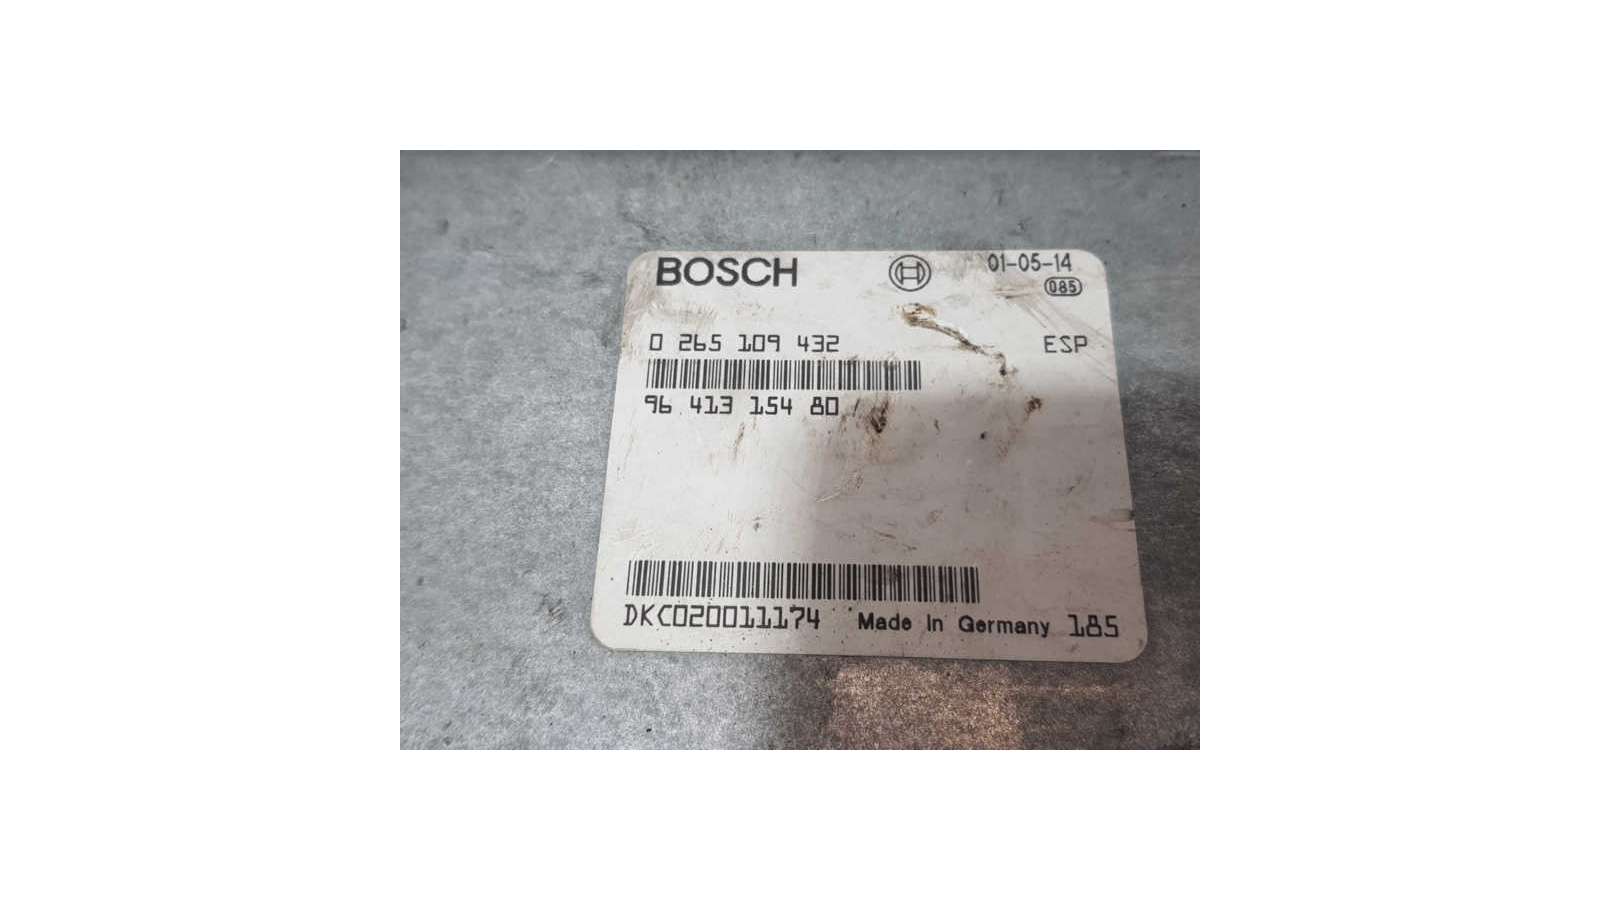 BOSCH 01-05-14
085
0 265 109 432 ESP
96 413 154 80
DKC020011174 Made in Germany 185